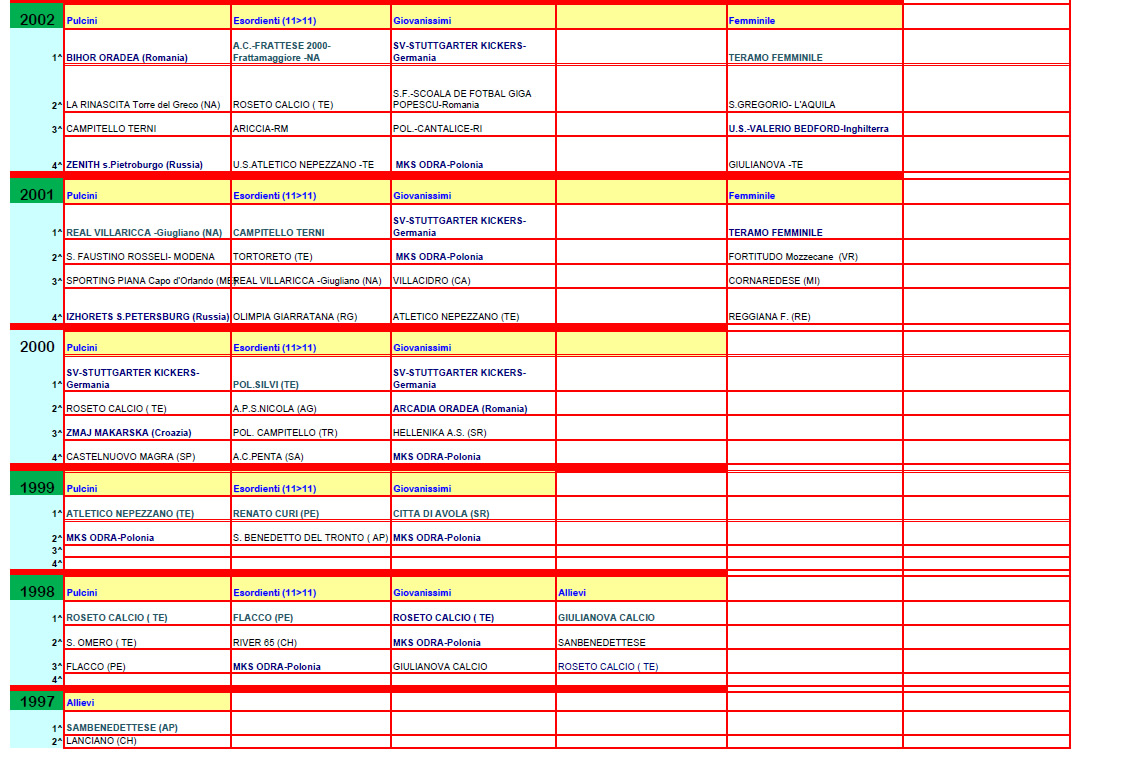 2002 Pulcini Esordienti (11>11) Giovanissimi Femminile
1^ BIHOR ORADEA (Romania) A.C.-FRATTESE 2000-Frattamaggiore -NA SV-STUTTGARTER KICKERS-Germania TERAMO FEMMINILE
2^ LA RINASCITA Torre del Greco (NA) ROSETO CALCIO ( TE) S.F.-SCOALA DE FOTBAL GIGA POPESCU-Romania S.GREGORIO- L'AQUILA
3^ CAMPITELLO TERNI ARICCIA-RM POL.-CANTALICE-RI U.S.-VALERIO BEDFORD-Inghilterra
4^ ZENITH s.Pietroburgo (Russia) U.S.ATLETICO NEPEZZANO -TE MKS ODRA-Polonia GIULIANOVA -TE
2001 Pulcini Esordienti (11>11) Giovanissimi Femminile
1^ REAL VILLARICCA -Giugliano (NA) CAMPITELLO TERNI SV-STUTTGARTER KICKERS-Germania TERAMO FEMMINILE
2^ S. FAUSTINO ROSSELI- MODENA TORTORETO (TE) MKS ODRA-Polonia FORTITUDO Mozzecane (VR)
3^ SPORTING PIANA Capo d'Orlando (ME) REAL VILLARICCA -Giugliano (NA) VILLACIDRO (CA) CORNAREDESE (MI)
4^ IZHORETS S.PETERSBURG (Russia) OLIMPIA GIARRATANA (RG) ATLETICO NEPEZZANO (TE) REGGIANA F. (RE)
2000 Pulcini Esordienti (11>11) Giovanissimi
1^ SV-STUTTGARTER KICKERS-Germania POL.SILVI (TE) SV-STUTTGARTER KICKERS-Germania
2^ ROSETO CALCIO ( TE) A.P.S.NICOLA (AG) ARCADIA ORADEA (Romania)
3^ ZMAJ MAKARSKA (Croazia) POL. CAMPITELLO (TR) HELLENIKA A.S. (SR)
4^ CASTELNUOVO MAGRA (SP) A.C.PENTA (SA) MKS ODRA-Polonia
1999 Pulcini Esordienti (11>11) Giovanissimi
1^ ATLETICO NEPEZZANO (TE) RENATO CURI (PE) CITTA DI AVOLA (SR)
2^ MKS ODRA-Polonia S. BENEDETTO DEL TRONTO ( AP) MKS ODRA-Polonia
3^
4^
1998 Pulcini Esordienti (11>11) Giovanissimi Allievi
1^ ROSETO CALCIO ( TE) FLACCO (PE) ROSETO CALCIO ( TE) GIULIANOVA CALCIO
2^ S. OMERO ( TE) RIVER 65 (CH) MKS ODRA-Polonia SANBENEDETTESE
3^ FLACCO (PE) MKS ODRA-Polonia GIULIANOVA CALCIO ROSETO CALCIO ( TE)
4^
1997 Allievi
1^ SAMBENEDETTESE (AP)
2^ LANCIANO (CH)